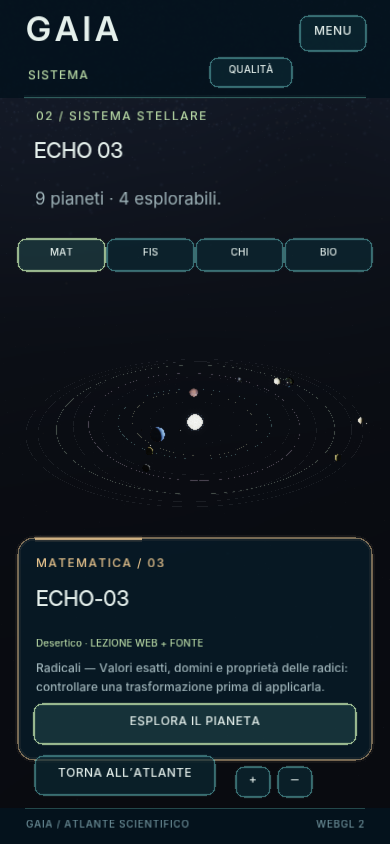 GAIA
MENU
SISTEMA
QUALITÀ
02 / SISTEMA STELLARE
ECHO 03
9 pianeti · 4 esplorabili.
MAT
FIS
CHI
BIO
MATEMATICA / 03
ECHO-03
Desertico · LEZIONE WEB + FONTE
Radicali — Valori esatti, domini e proprietà delle radici:
controllare una trasformazione prima di applicarla.
ESPLORA IL PIANETA
TORNA ALL'ATLANTE
+
−
GAIA / ATLANTE SCIENTIFICO
WEBGL 2